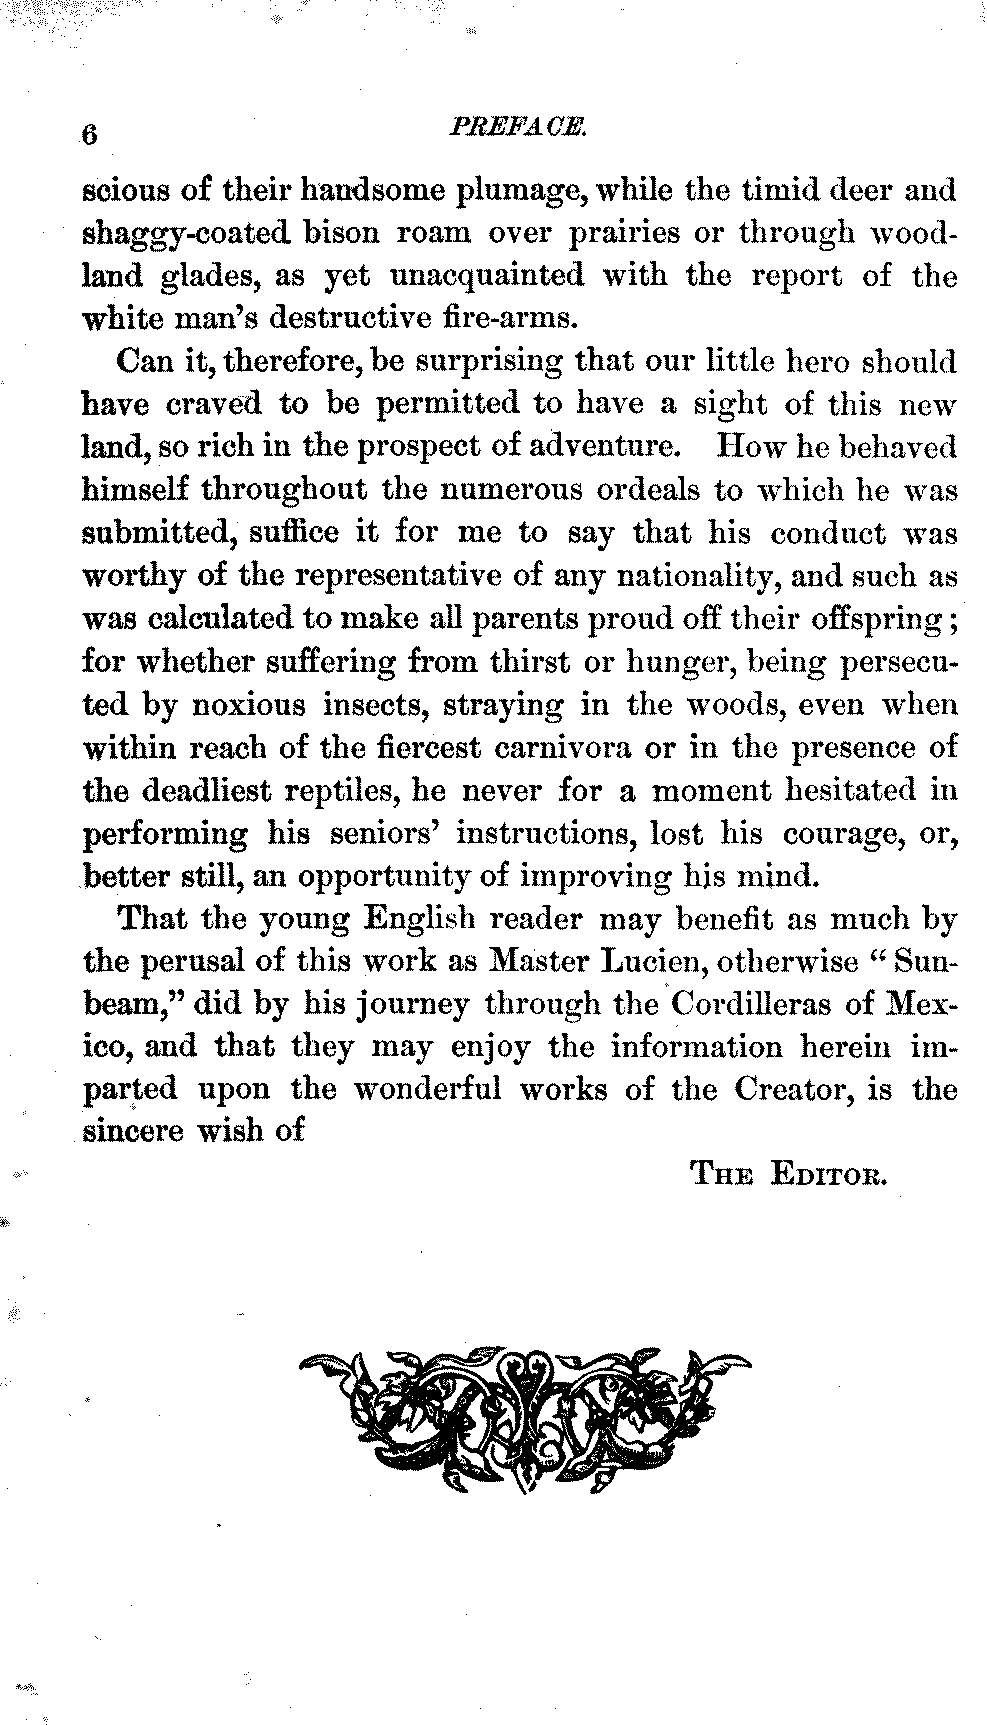 6 PREFACE.
scious of their handsome plumage, while the timid deer and
shaggy-coated bison roam over prairies or through wood-
land glades, as yet unacquainted with the report of the
white man's destructive fire-arms.
Can it, therefore, be surprising that our little hero should
have craved to be permitted to have a sight of this new
land, so rich in the prospect of adventure. How he behaved
himself throughout the numerous ordeals to which he was
submitted, suffice it for me to say that his conduct was
worthy of the representative of any nationality, and such as
was calculated to make all parents proud off their offspring;
for whether suffering from thirst or hunger, being persecu-
ted by noxious insects, straying in the woods, even when
within reach of the fiercest carnivora or in the presence of
the deadliest reptiles, he never for a moment hesitated in
performing his seniors' instructions, lost his courage, or,
better still, an opportunity of improving his mind.
That the young English reader may benefit as much by
the perusal of this work as Master Lucien, otherwise "Sun-
beam," did by his journey through the Cordilleras of Mex-
ico, and that they may enjoy the information herein im-
parted upon the wonderful works of the Creator, is the
sincere wish of
THE EDITOR.